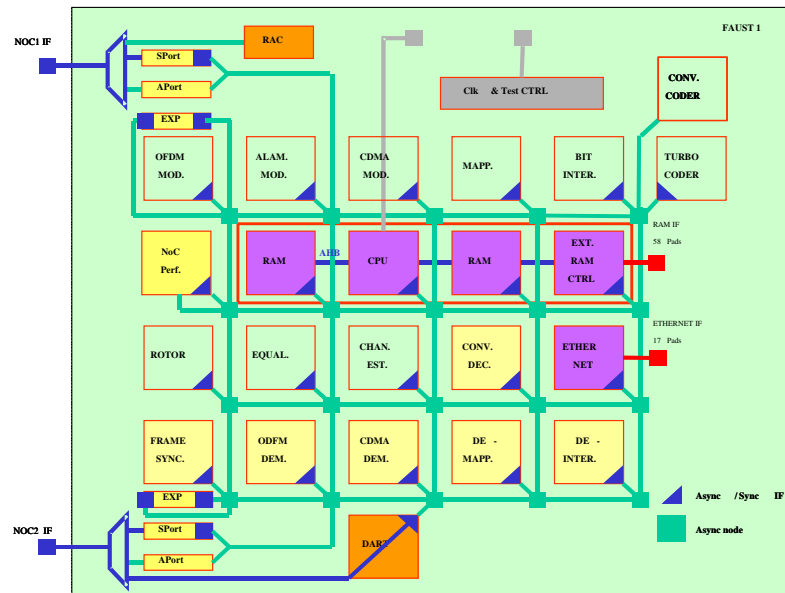 FAUST 1
NOC1 IF
RAC
SPort
APort
EXP
Clk & Test CTRL
CONV.
CODER
OFDM
MOD.
ALAM.
MOD.
CDMA
MOD.
MAPP.
BIT
INTER.
TURBO
CODER
RAM IF
58 Pads
NoC
Perf.
RAM
AHB
CPU
RAM
EXT.
RAM
CTRL
ETHERNET IF
17 Pads
ROTOR
EQUAL.
CHAN.
EST.
CONV.
DEC.
ETHER
NET
FRAME
SYNC.
ODFM
DEM.
CDMA
DEM.
DE -
MAPP.
DE -
INTER.
EXP
Async / Sync IF
NOC2 IF
SPort
APort
DART
Async node